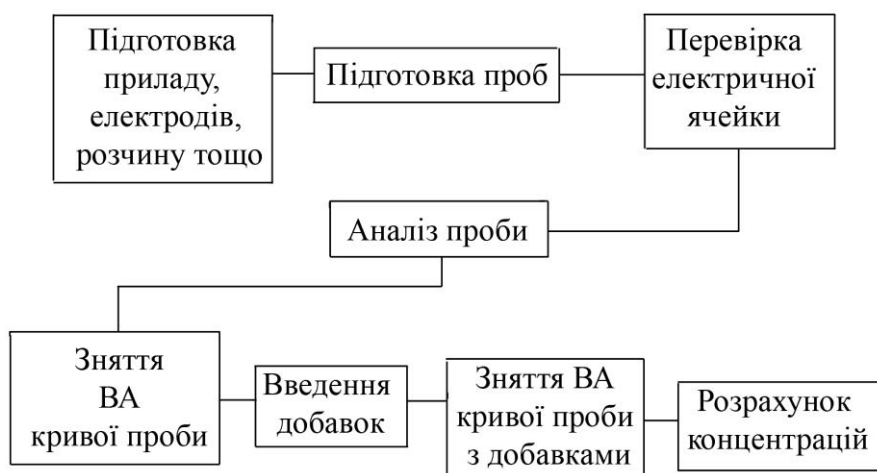 Підготовка
приладу,
електродів,
розчину тощо
Підготовка проб
Перевірка
електричної
ячейки
Аналіз проби
Зняття
ВА
кривої проби
Введення
добавок
Зняття ВА
кривої проби
з добавками
Розрахунок
концентрацій